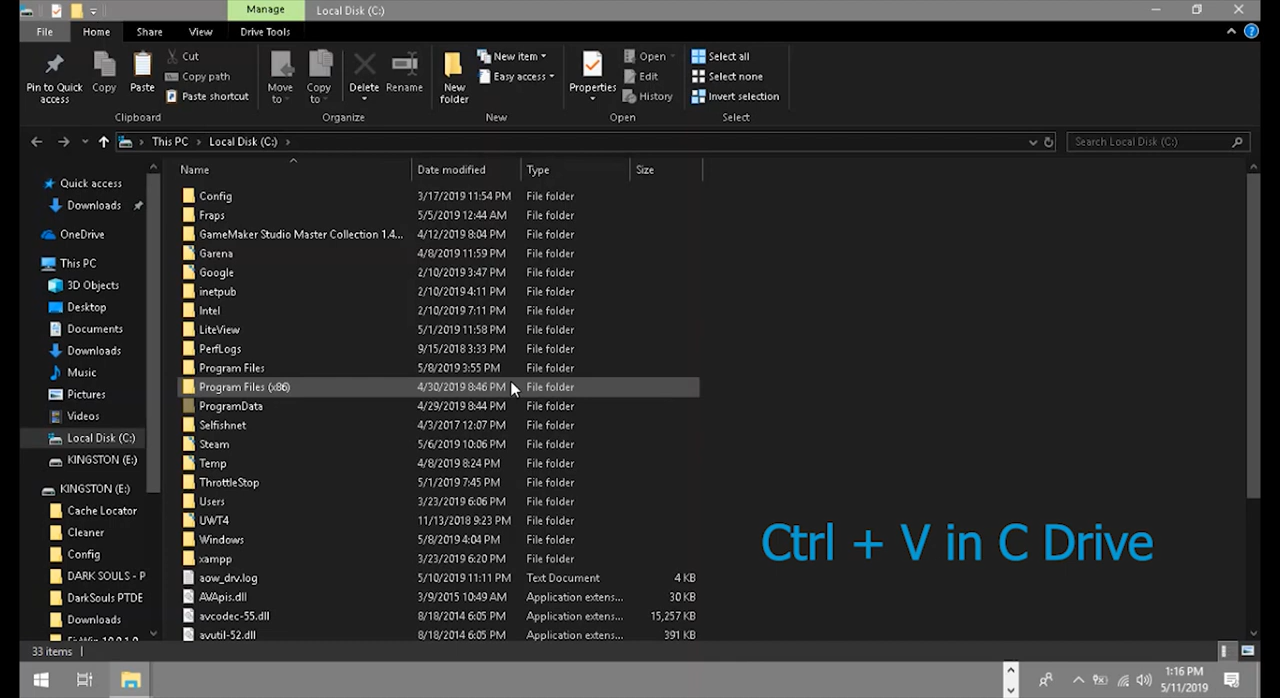 Manage
Local Disk (C:)
File
Home
Share
View
Drive Tools
Pin to Quick access
Copy
Paste
Cut
Copy path
Paste shortcut
Clipboard
Move to
Copy to
Delete
Rename
Organize
New folder
New item
Easy access
New
Properties
Open
Edit
History
Open
Select all
Select none
Invert selection
Select
This PC > Local Disk (C:) >
Search Local Disk (C:)
Quick access
Downloads
OneDrive
This PC
3D Objects
Desktop
Documents
Downloads
Music
Pictures
Videos
Local Disk (C:)
KINGSTON (E:)
KINGSTON (E:)
Cache Locator
Cleaner
Config
DARK SOULS - P
DarkSouls PTDE
Downloads
Name Date modified Type Size
Config 3/17/2019 11:54 PM File folder
Fraps 5/5/2019 12:44 AM File folder
GameMaker Studio Master Collection 1.4... 4/12/2019 8:04 PM File folder
Garena 4/8/2019 11:59 PM File folder
Google 2/10/2019 3:47 PM File folder
inetpub 2/10/2019 4:11 PM File folder
Intel 2/10/2019 7:11 PM File folder
LiteView 5/1/2019 11:58 PM File folder
PerfLogs 9/15/2018 3:33 PM File folder
Program Files 5/8/2019 3:55 PM File folder
Program Files (x86) 4/30/2019 8:46 PM File folder
ProgramData 4/29/2019 8:44 PM File folder
Selfishnet 4/3/2017 12:07 PM File folder
Steam 5/6/2019 10:06 PM File folder
Temp 4/8/2019 8:24 PM File folder
ThrottleStop 5/1/2019 7:45 PM File folder
Users 3/23/2019 6:06 PM File folder
UWT4 11/13/2018 9:23 PM File folder
Windows 5/8/2019 4:04 PM File folder
xampp 3/23/2019 6:20 PM File folder
aow_drv.log 5/10/2019 11:11 PM Text Document 4 KB
AVApis.dll 3/9/2015 10:49 AM Application extens... 30 KB
avcodec-55.dll 8/18/2014 6:05 PM Application extens... 15,257 KB
avutil-52.dll 8/18/2014 6:05 PM Application extens... 391 KB
Ctrl + V in C Drive
33 items
1:16 PM
5/11/2019